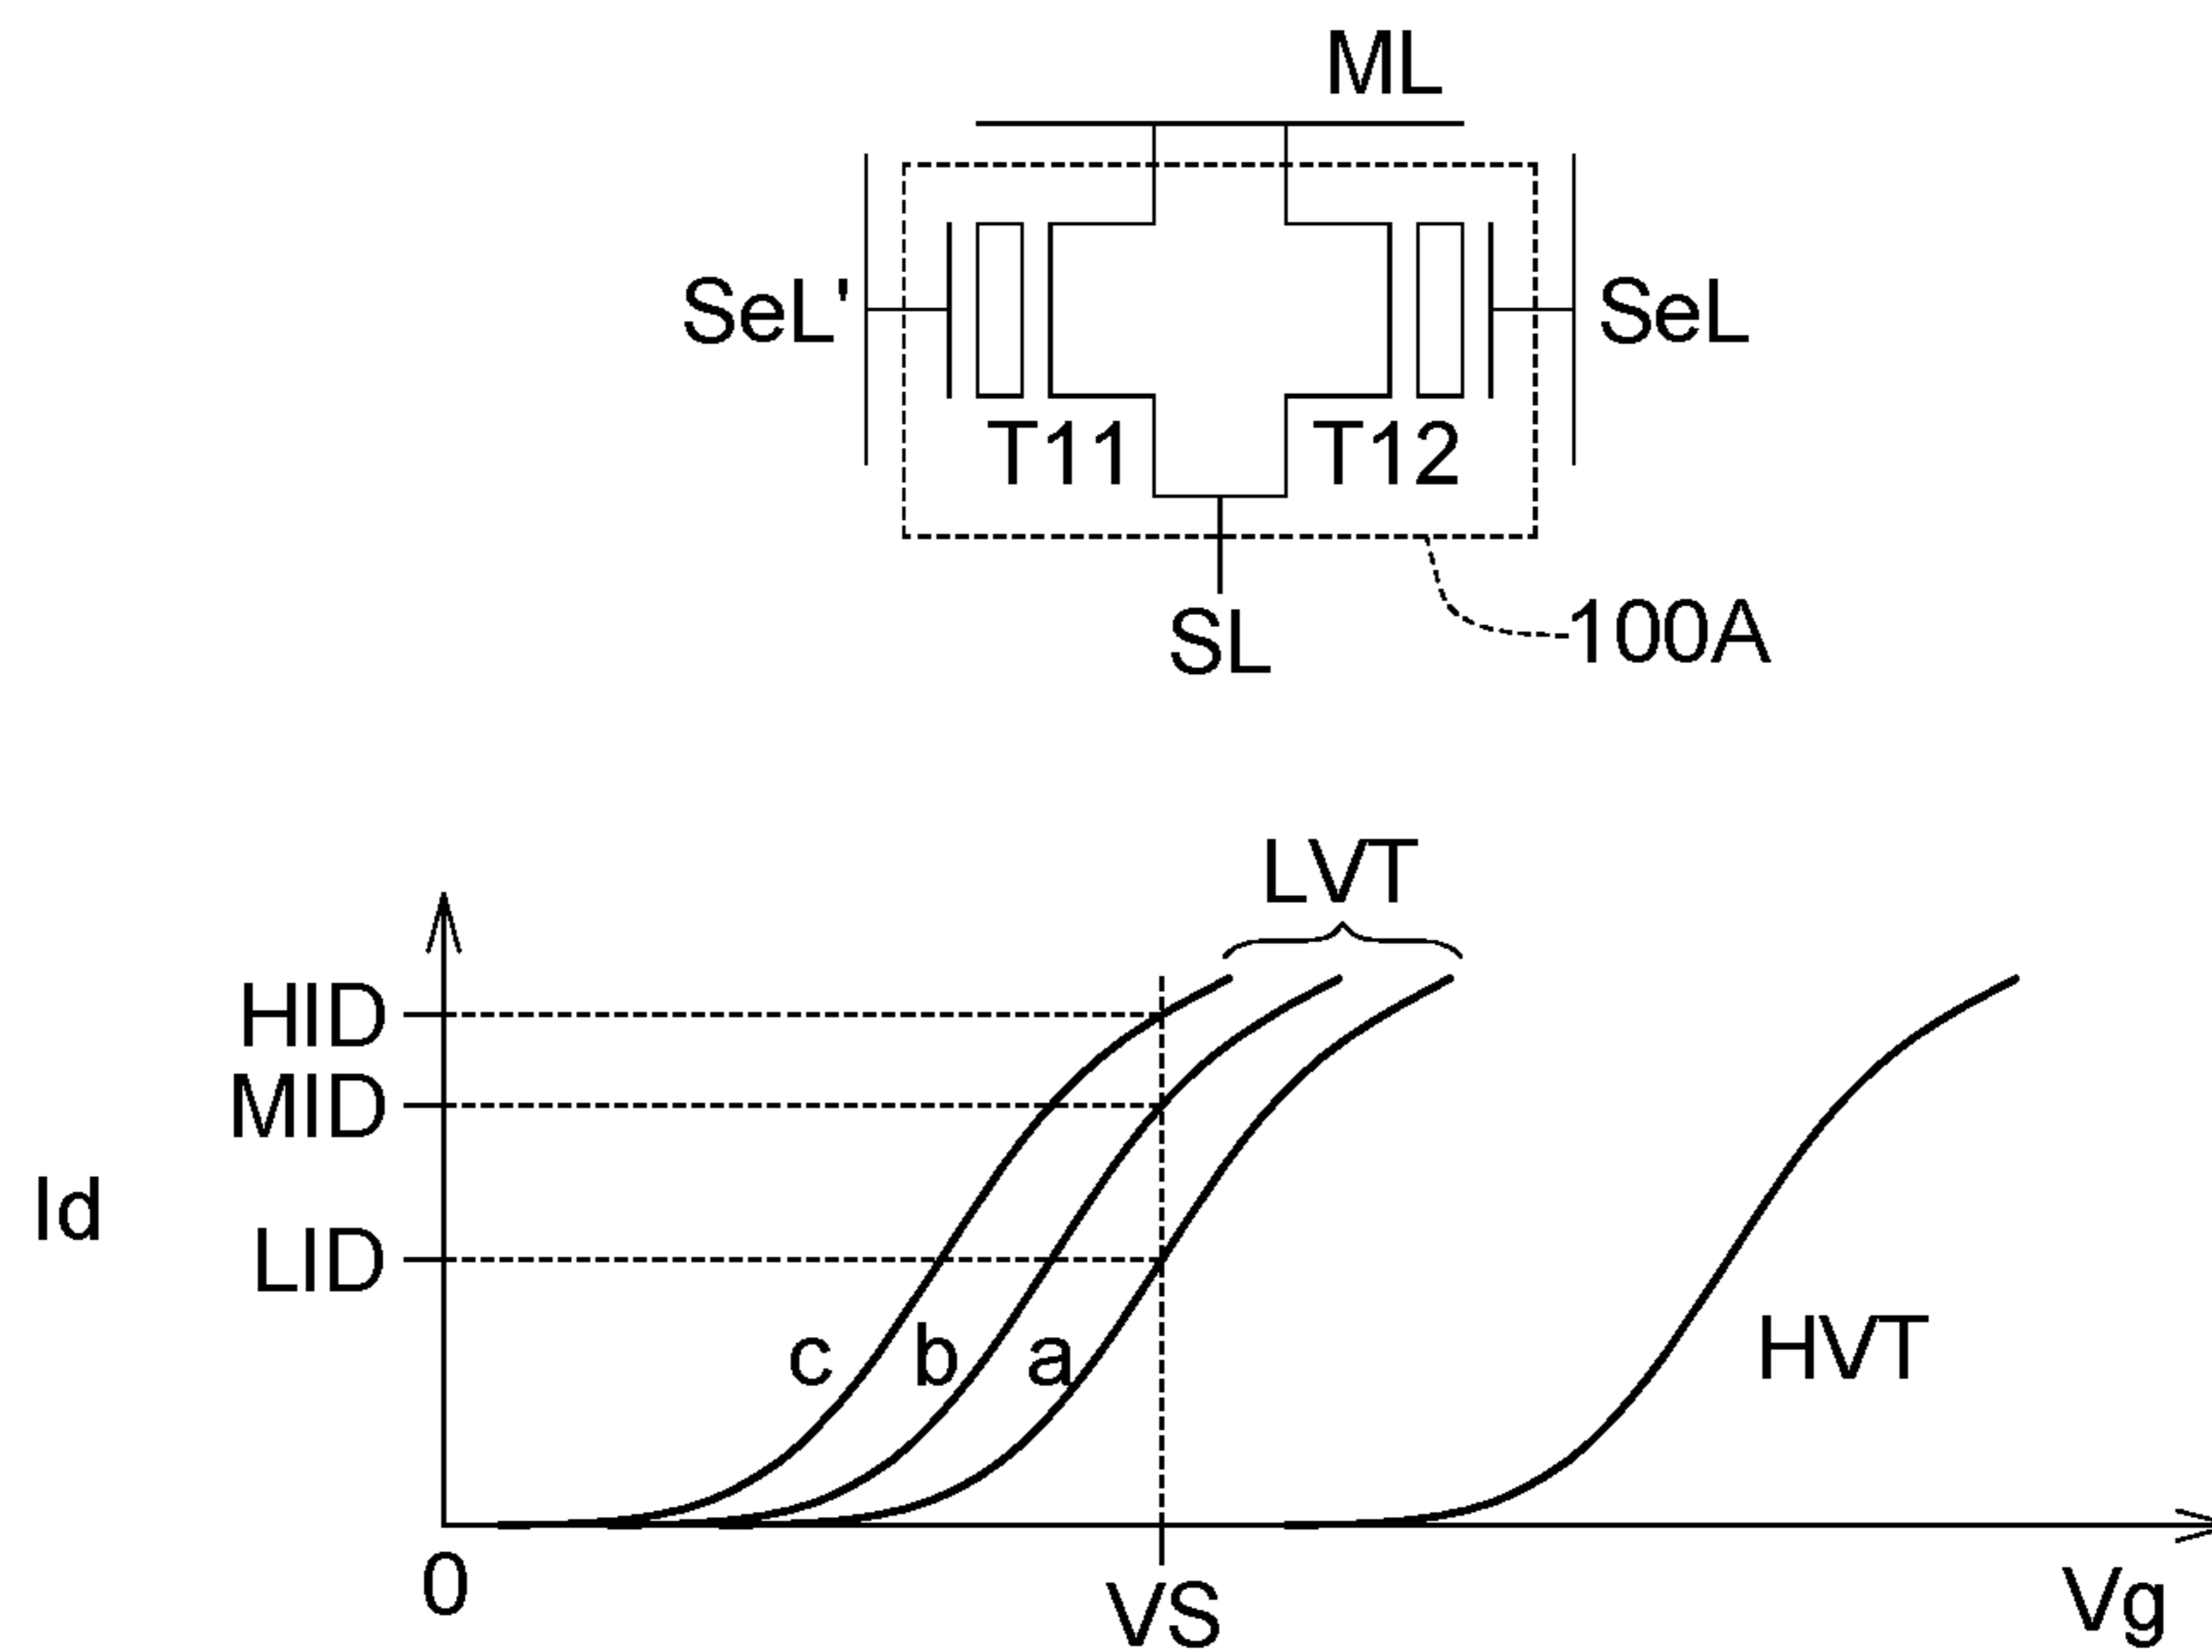 ML
SeL' SeL
T11 T12
SL
100A
LVT
HID
MID
Id
LID
c b a
HVT
0
VS
Vg